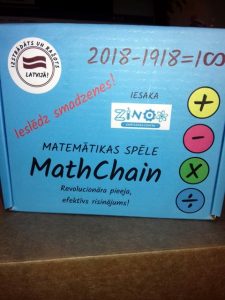 IZSTRĀDĀTS UN RAŽOTS
LATVIJĀ!
2018-1918=100
Ieslēdz smadzenes!
IESAKA
ZINOO
+
-
x
÷
MATEMĀTIKAS SPĒLE
MathChain
Revolucionāra pieeja,
efektīvs risinājums!